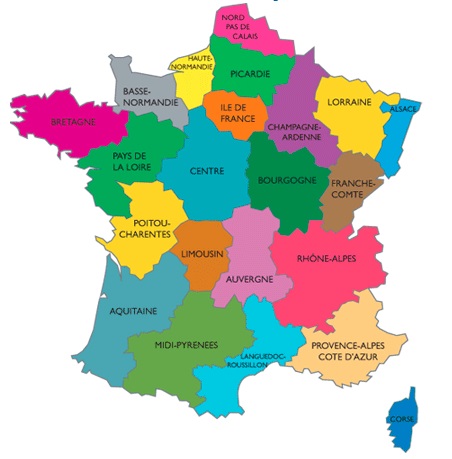 NORD
PAS DE
CALAIS
HAUTE-
NORMANDIE
PICARDIE
BASSE-
NORMANDIE
ILE DE
FRANCE
CHAMPAGNE-
ARDENNE
LORRAINE
ALSACE
BRETAGNE
PAYS DE
LA LOIRE
CENTRE
BOURGOGNE
FRANCHE-
COMTE
POITOU-
CHARENTES
LIMOUSIN
AUVERGNE
RHÔNE-ALPES
AQUITAINE
MIDI-PYRENEES
LANGUEDOC-
ROUSSILLON
PROVENCE-ALPES
COTE D'AZUR
CORSE